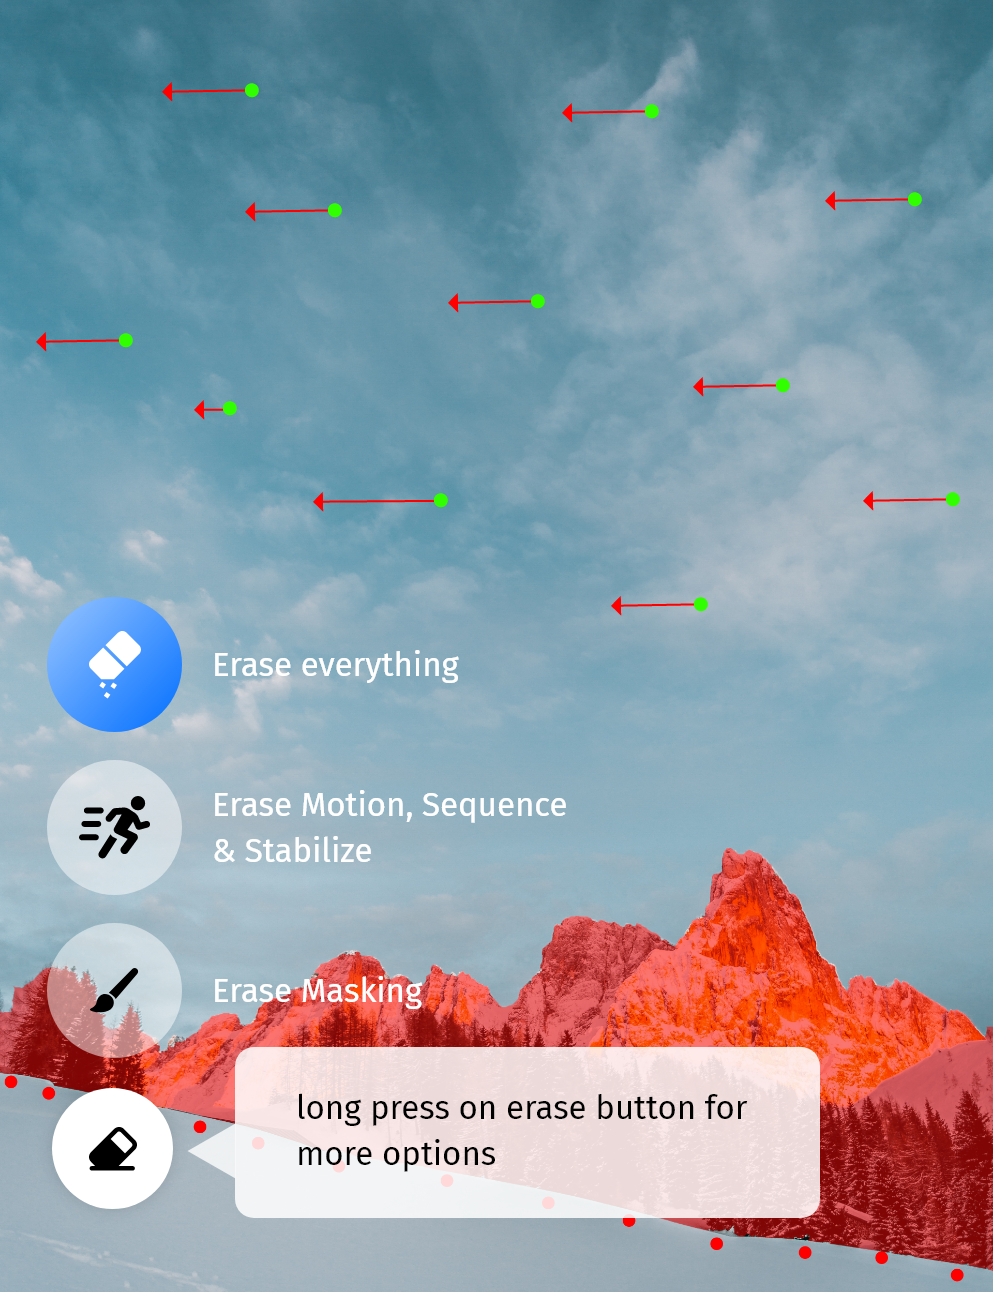 Erase everything
Erase Motion, Sequence
& Stabilize
Erase Masking
long press on erase button for
more options